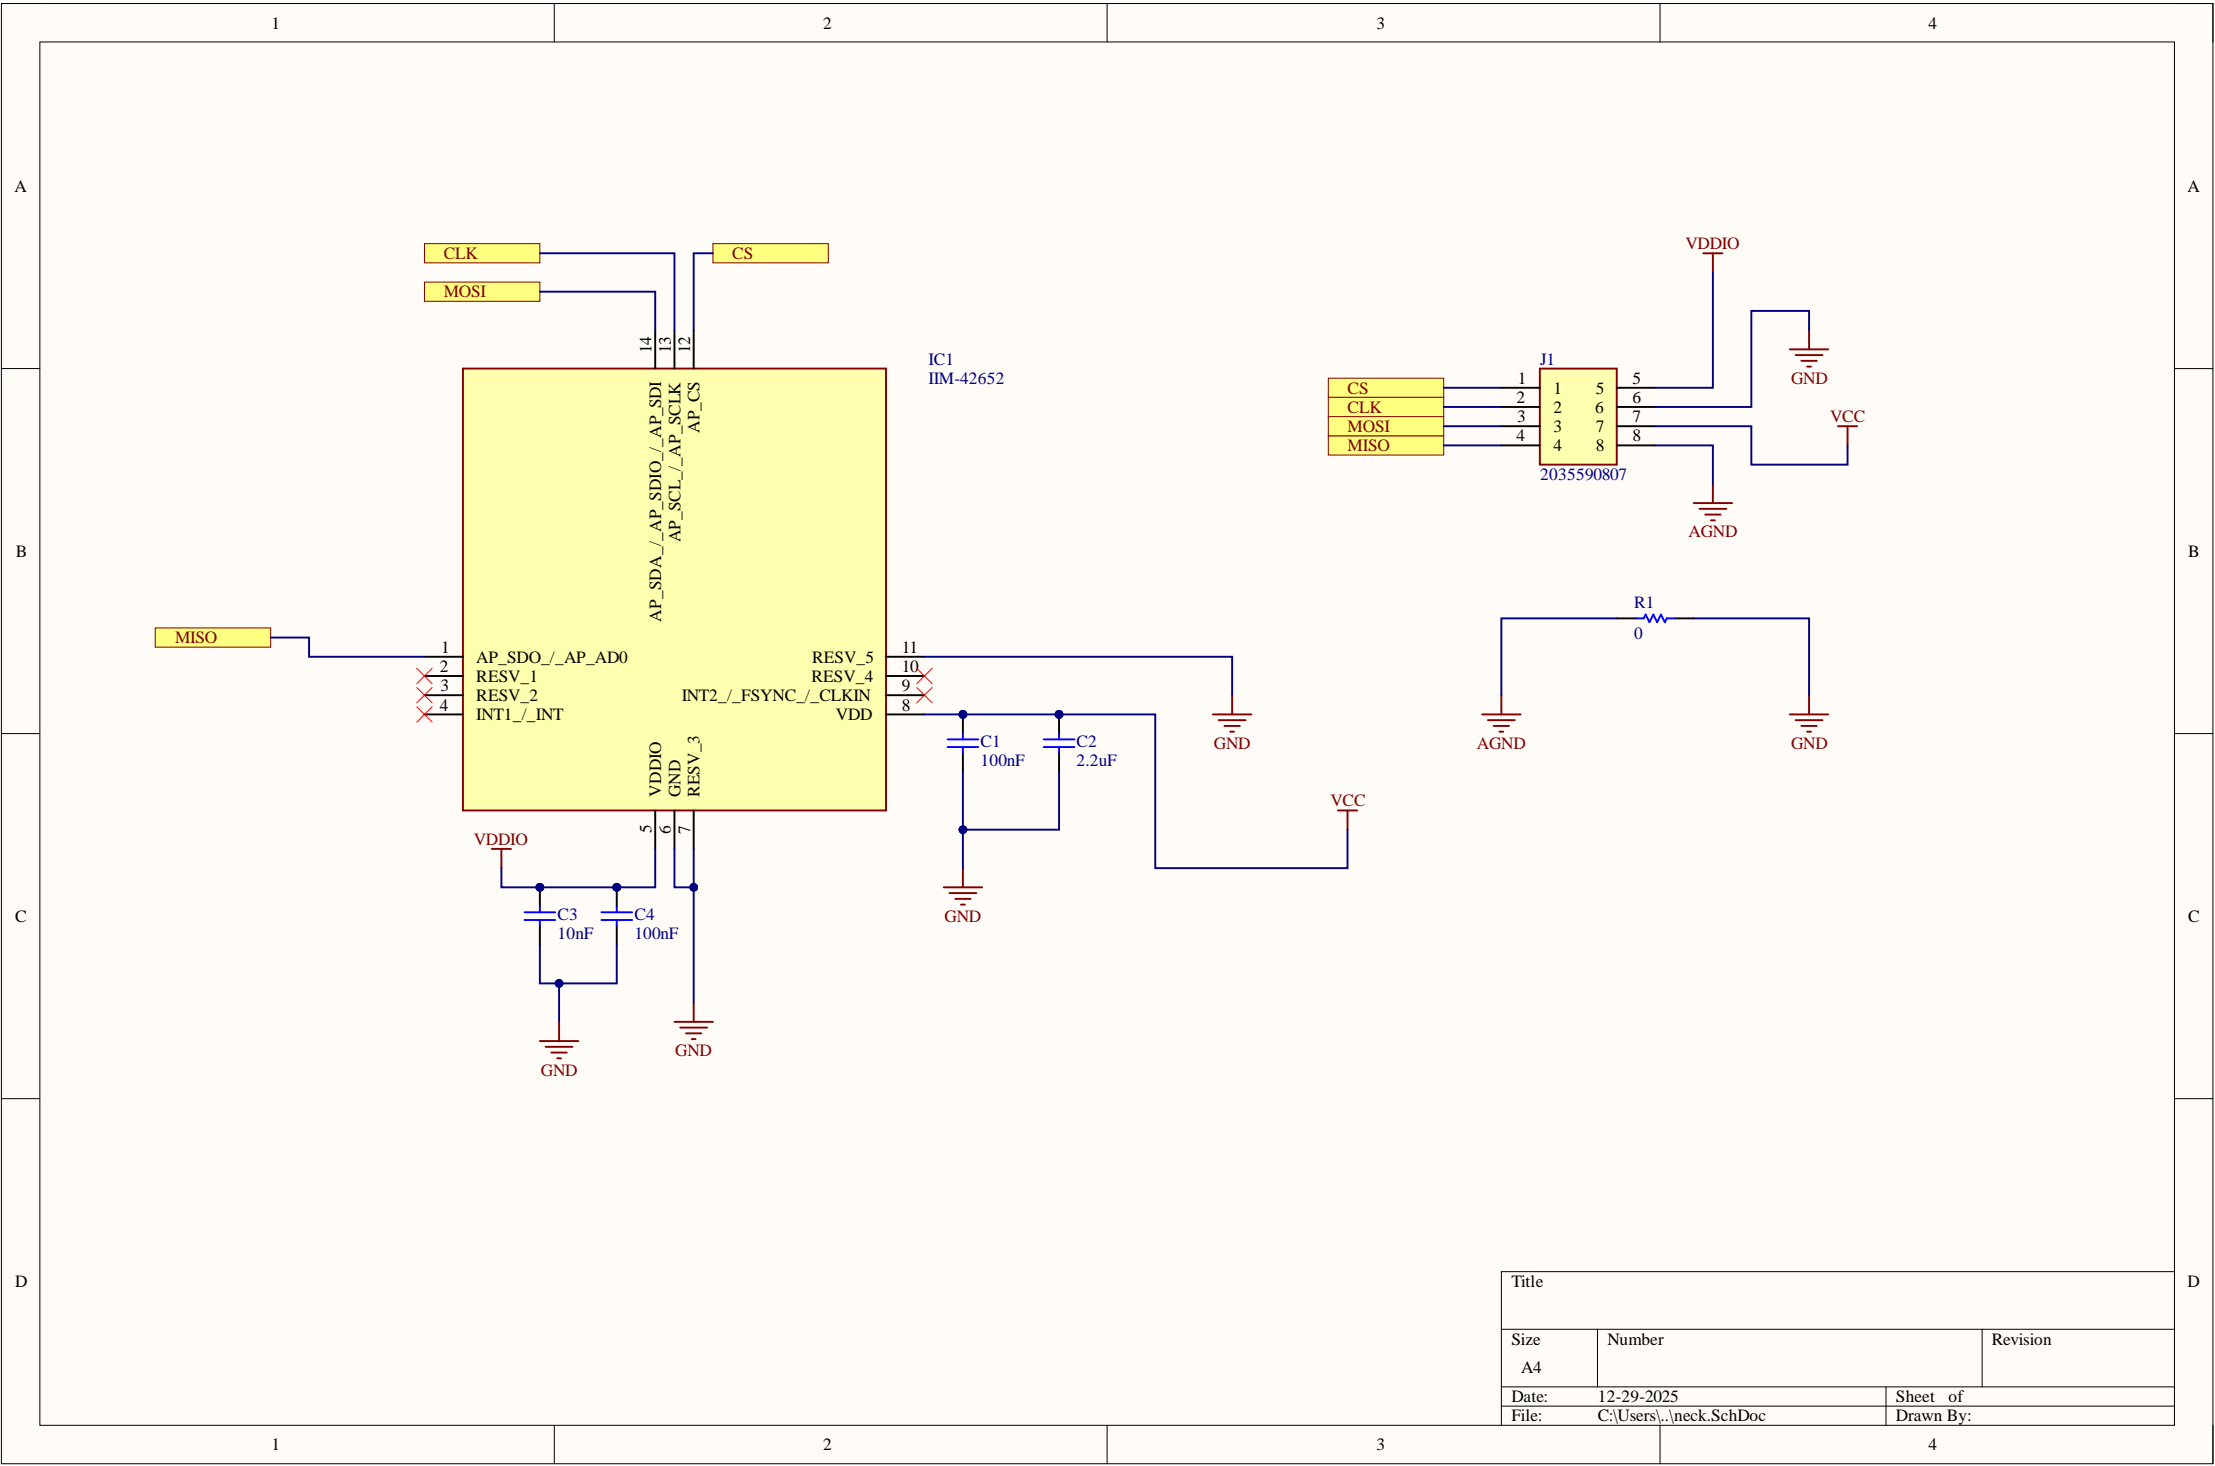 1 2 3 4
A A
CLK CS
MOSI
VDDIO
14 13 12
IC1
IIM-42652
AP_SDA_/_AP_SDIO_/_AP_SDI
AP_SCL_/_AP_SCLK
AP_CS
J1
GND
CS 1 1 5 5
CLK 2 2 6 6
MOSI 3 3 7 7
MISO 4 4 8 8
VCC
2035590807
AGND
B B
R1
0
MISO
1 AP_SDO_/_AP_AD0 RESV_5 11
2 RESV_1 RESV_4 10
3 RESV_2 INT2_/_FSYNC_/_CLKIN 9
4 INT1_/_INT VDD 8
GND
AGND
GND
C1
100nF
C2
2.2uF
VDDIO
GND
RESV_3
5 6 7
VCC
VDDIO
GND
C C
C3
10nF
C4
100nF
GND
GND
D D
Title
Size Number Revision
A4
Date: 12-29-2025 Sheet of
File: C:\Users\..\neck.SchDoc Drawn By:
1 2 3 4